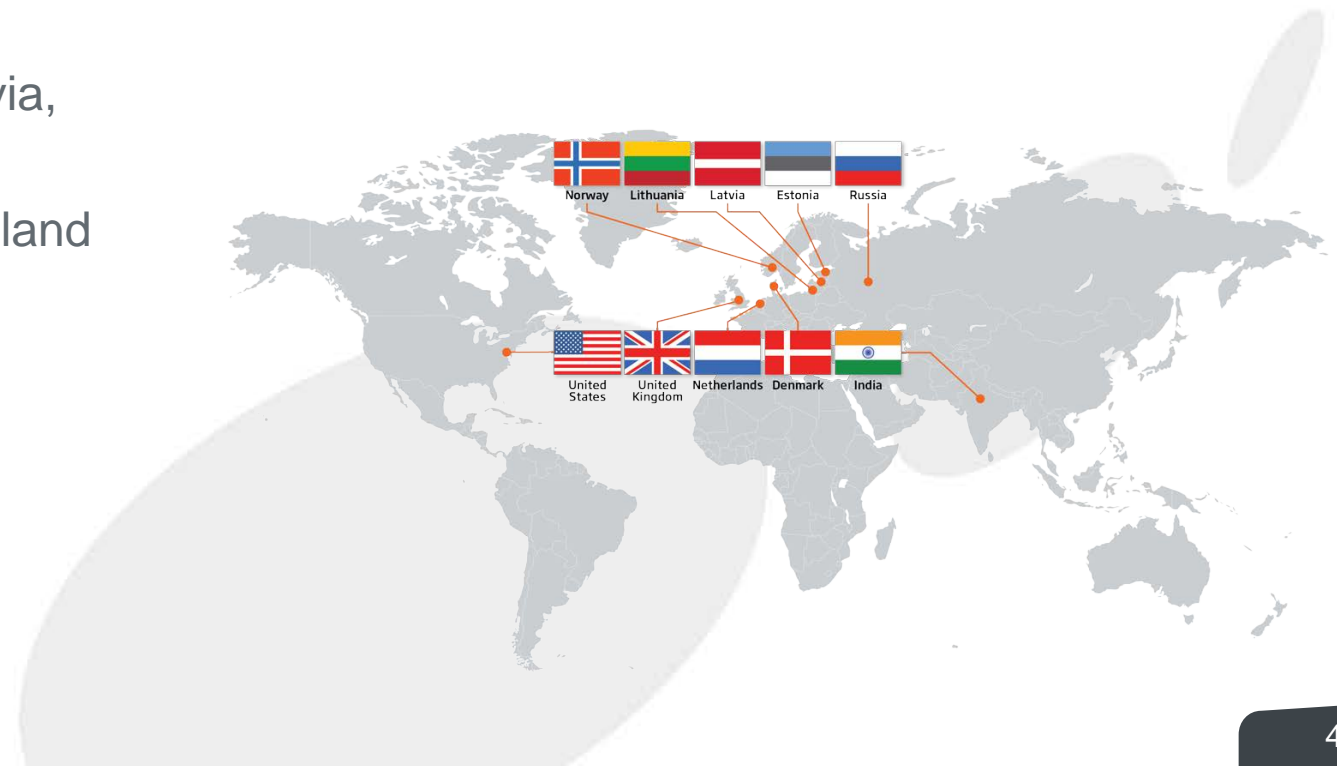 via,
land
Norway Lithuania Latvia Estonia Russia
United States United Kingdom Netherlands Denmark India
4